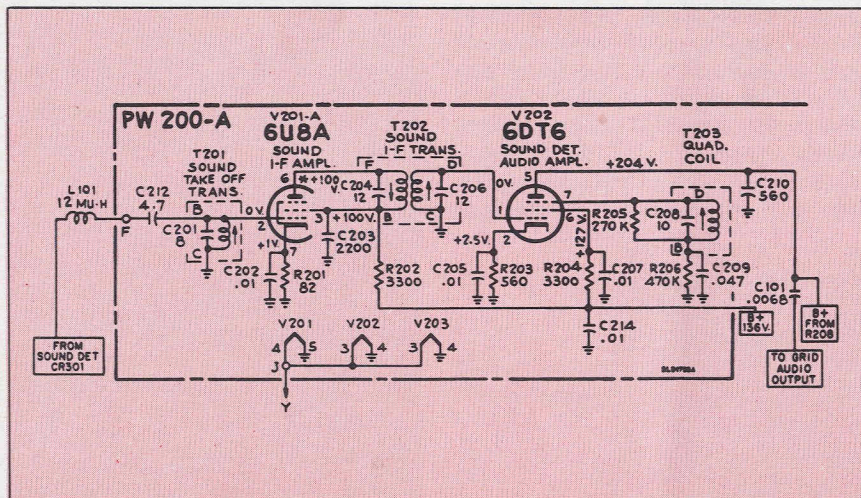 PW 200-A
V201-A
6U8A
SOUND
I-F AMPL.
T202
SOUND
I-F TRANS.
V202
6DT6
SOUND DET.
AUDIO AMPL.
T203
QUAD.
COIL
T201
SOUND
TAKE OFF
TRANS.
L101
12 MU-H
C212
4.7
F
B
C201
8
C
0V.
2
6
*+100
V.
3
+100V.
+1V.
7
C202
.01
R201
82
C203
2200
C204
12
F
B
D
C
C206
12
R202
3300
0V.
1
5
+204 V.
7
6
2
+2.5V.
+127 V.
C205
.01
R203
560
R204
3300
C207
.01
R205
270K
C208
10
D
B
R206
470K
C209
.047
C210
560
C101
.0068
C214
.01
B+
136V.
B+
FROM
R208
TO GRID
AUDIO
OUTPUT
FROM
SOUND DET
CR301
V201
4
5
V202
3
4
V203
3
4
J
Y